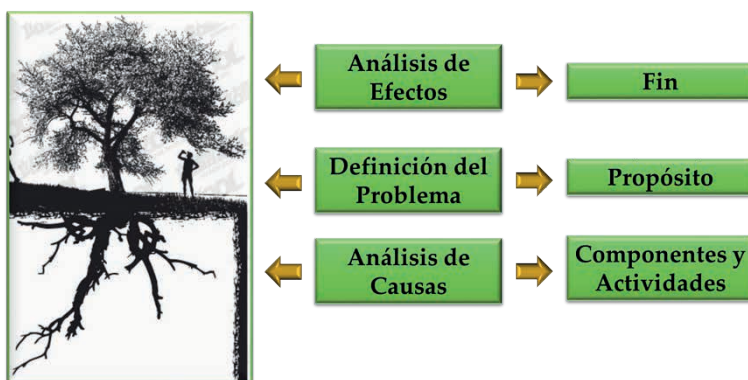 Análisis de
Efectos
Fin
Definición del
Problema
Propósito
Análisis de
Causas
Componentes y
Actividades